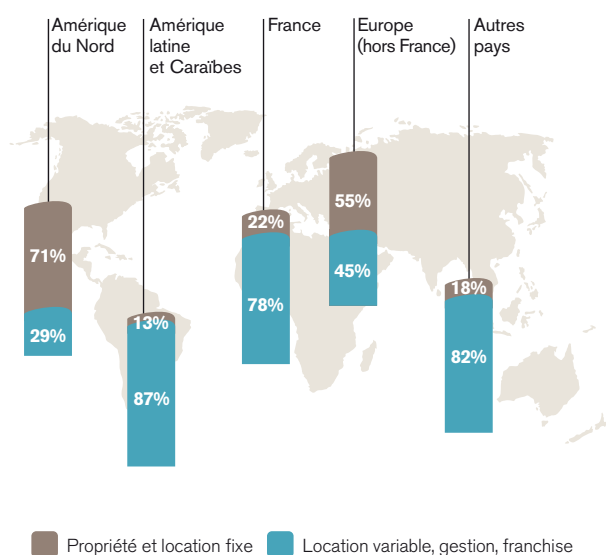 Amérique
du Nord
Amérique
latine
et Caraïbes
France
Europe
(hors France)
Autres
pays
71%
29%
13%
87%
22%
78%
55%
45%
18%
82%
Propriété et location fixe
Location variable, gestion, franchise